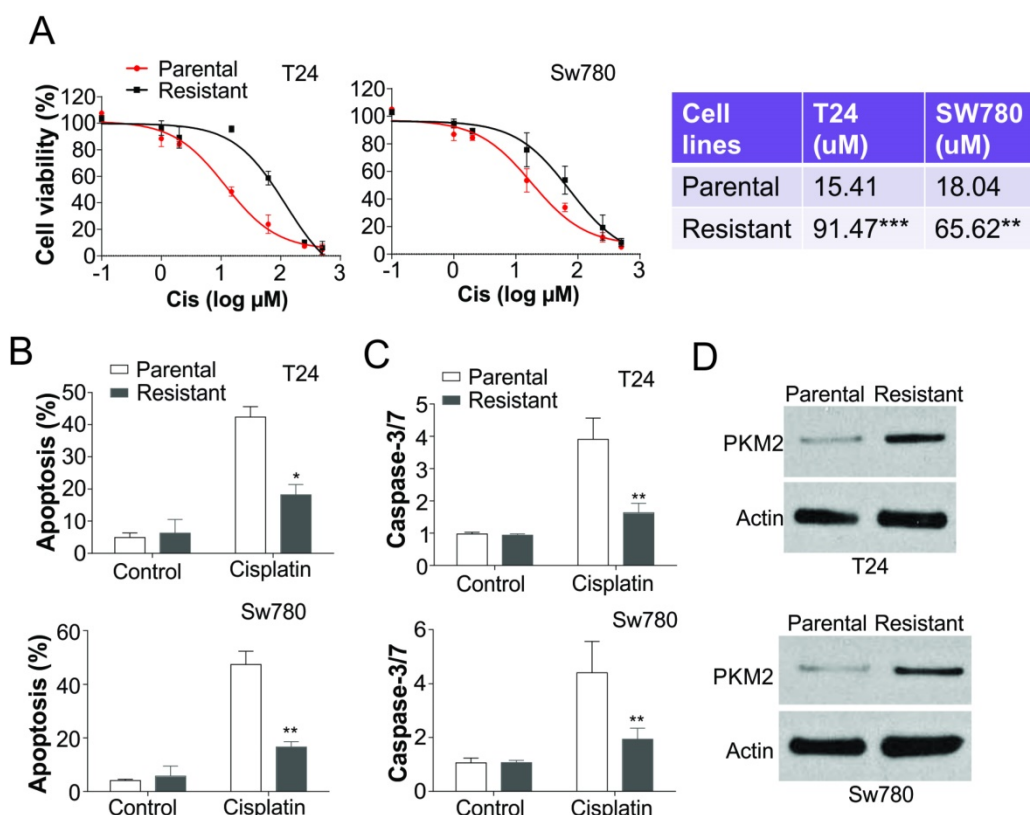 A
Parental
Resistant
T24
Sw780
Cell viability (%)
120
100
80
60
40
20
0
-1
0
1
2
3
Cis (log µM)
120
100
80
60
40
20
0
-1
0
1
2
3
Cis (log µM)
Cell lines
T24 (uM)
SW780 (uM)
Parental
15.41
18.04
Resistant
91.47***
65.62**
B
Parental
Resistant
T24
Apoptosis (%)
50
40
30
20
10
0
*
Control
Cisplatin
Sw780
Apoptosis (%)
60
40
20
0
**
Control
Cisplatin
C
Parental
Resistant
T24
Caspase-3/7
5
4
3
2
1
0
**
Control
Cisplatin
Sw780
Caspase-3/7
6
4
2
0
**
Control
Cisplatin
D
Parental Resistant
PKM2
Actin
T24
Parental Resistant
PKM2
Actin
Sw780